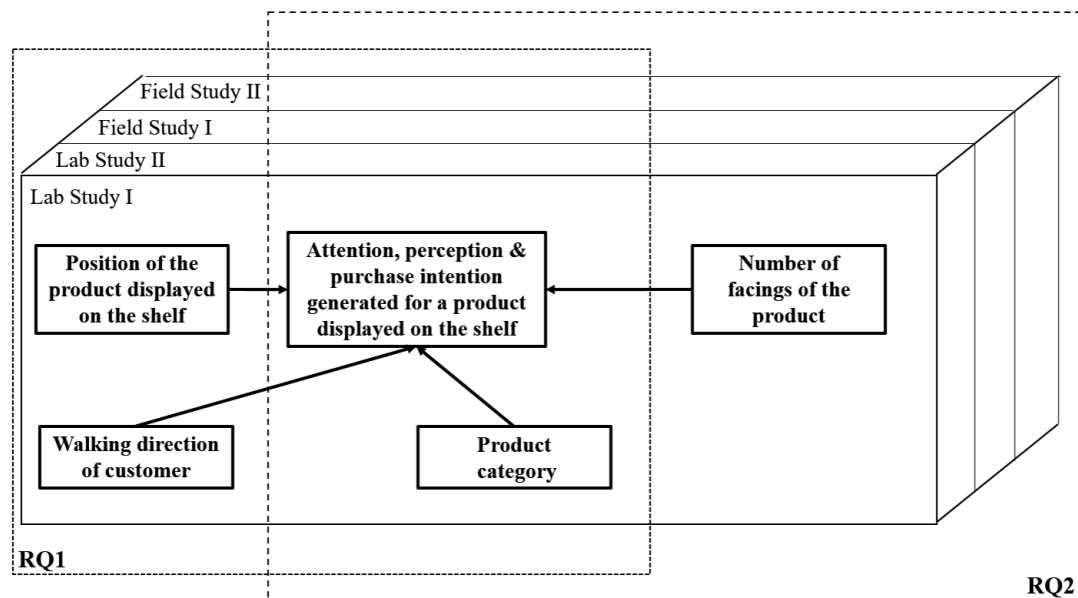 Field Study II
Field Study I
Lab Study II
Lab Study I
Position of the
product displayed
on the shelf
Attention, perception &
purchase intention
generated for a product
displayed on the shelf
Number of
facings of the
product
Walking direction
of customer
Product
category
RQ1
RQ2